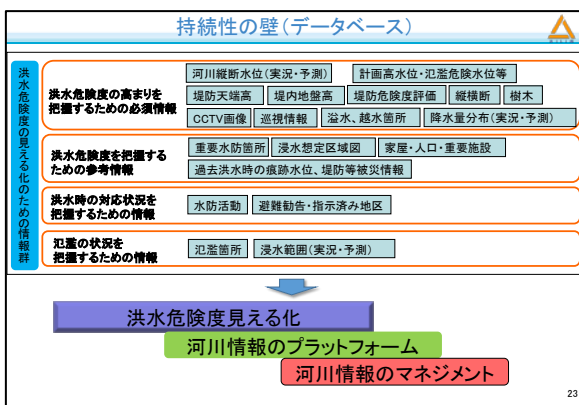 持続性の壁(データベース)
洪水危険度の見える化のための情報群
洪水危険度の高まりを
把握するための必須情報
河川縦断水位(実況・予測)
計画高水位・氾濫危険水位等
堤防天端高
堤内地盤高
堤防危険度評価
縦横断
樹木
CCTV画像
巡視情報
溢水、越水箇所
降水量分布(実況・予測)
洪水危険度を把握する
ための参考情報
重要水防箇所
浸水想定区域図
家屋・人口・重要施設
過去洪水時の痕跡水位、堤防等被災情報
洪水時の対応状況を
把握するための情報
水防活動
避難勧告・指示済み地区
氾濫の状況を
把握するための情報
氾濫箇所
浸水範囲(実況・予測)
洪水危険度見える化
河川情報のプラットフォーム
河川情報のマネジメント
23